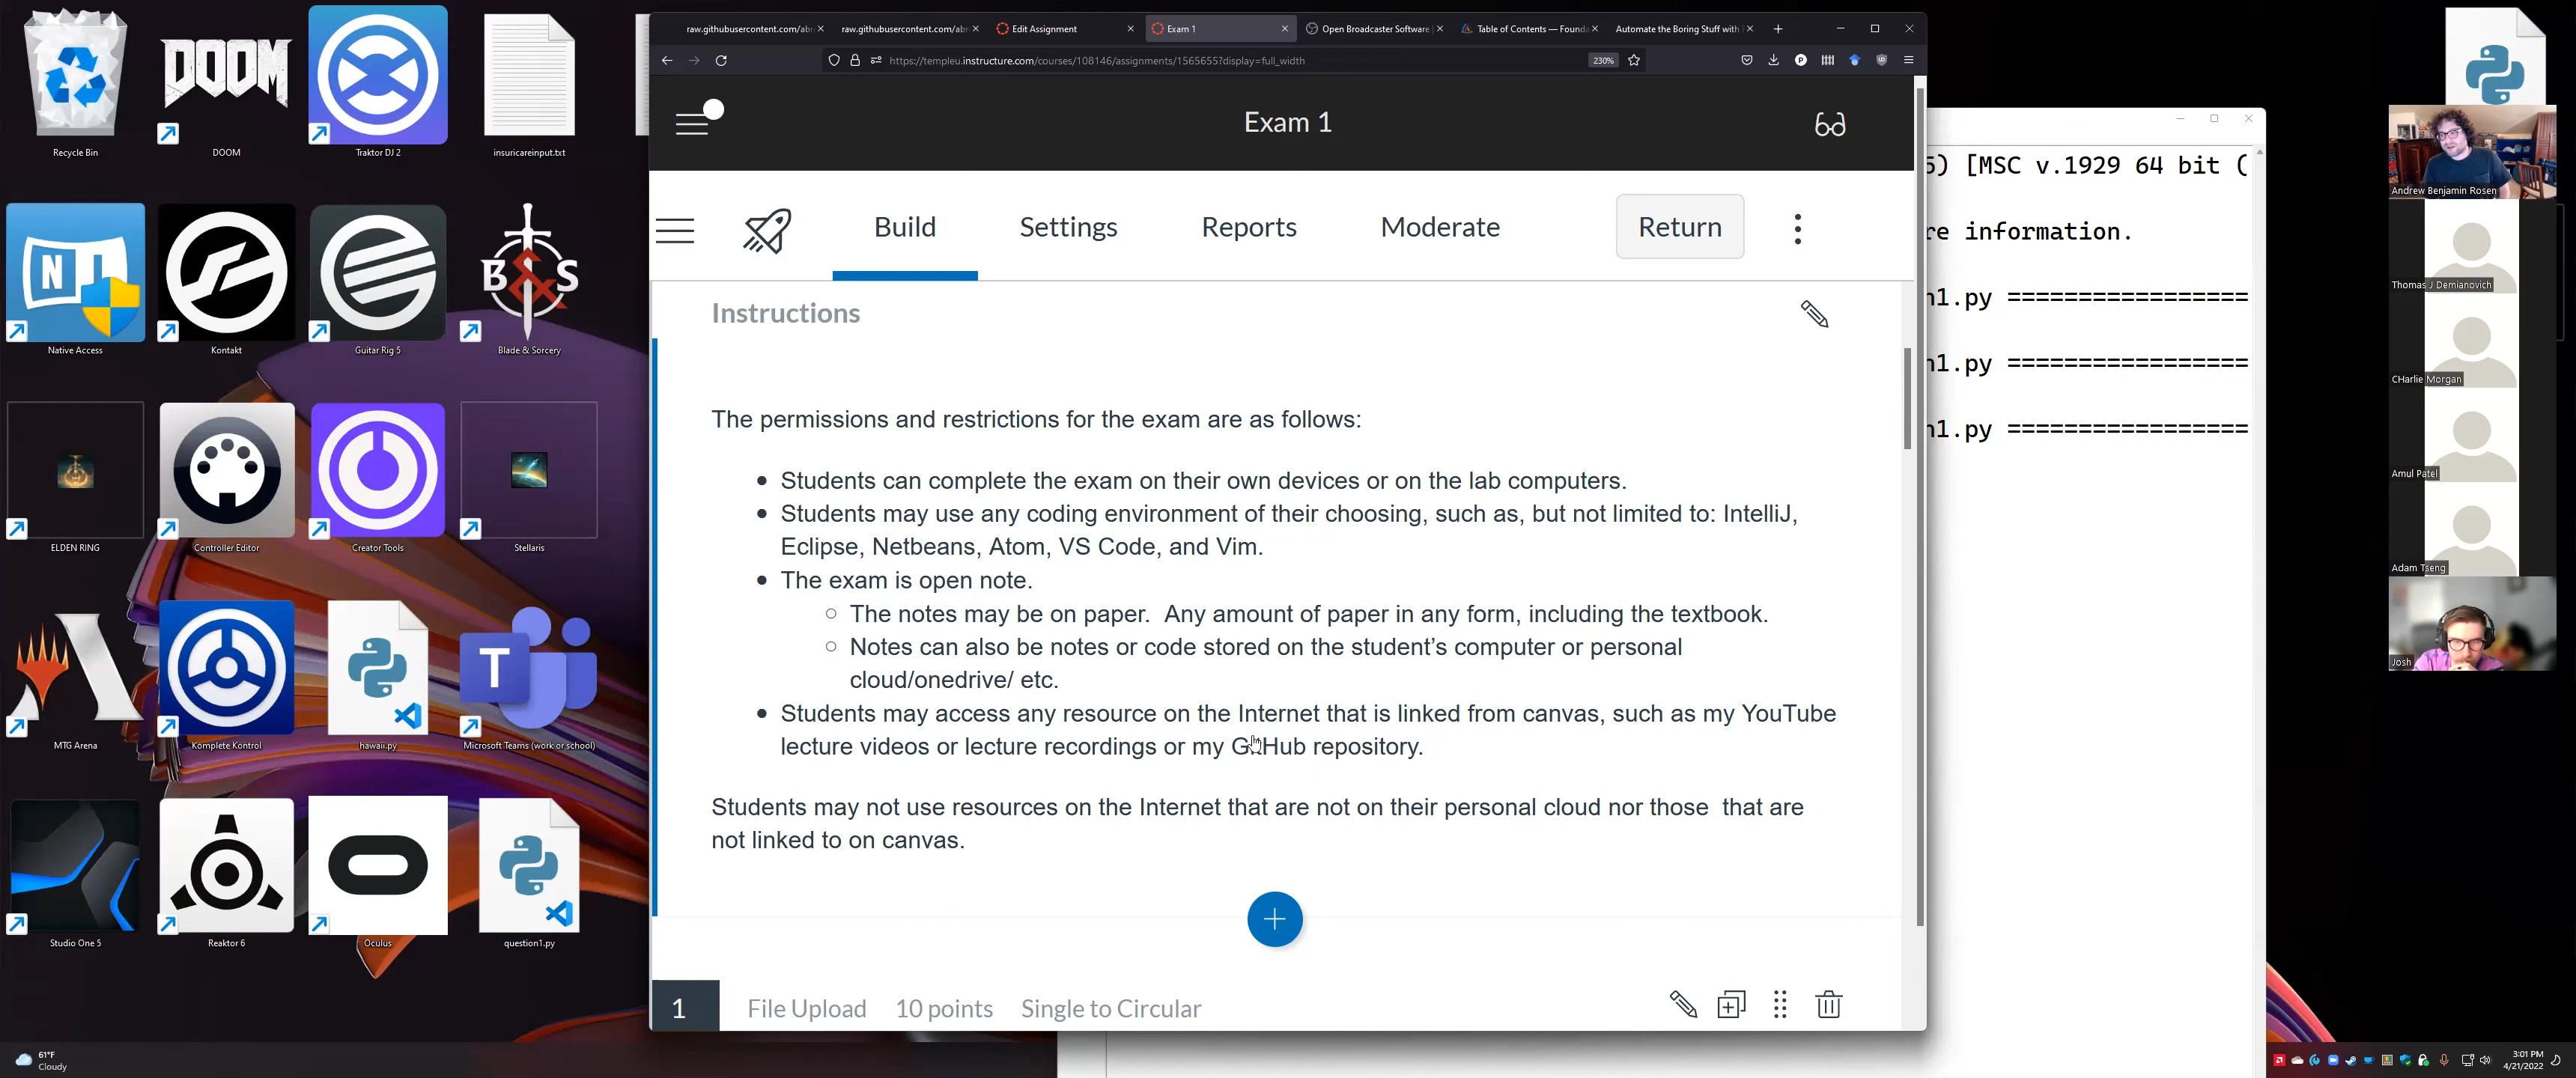 Recycle Bin
DOOM
DOOM
Traktor DJ 2
insuricareinput.txt
Native Access
Kontakt
Guitar Rig 5
B S
Blade & Sorcery
ELDEN RING
Controller Editor
Creator Tools
Stellaris
MTG Arena
Komplete Kontrol
hawaii.py
T
Microsoft Teams (work or school)
Studio One 5
Reaktor 6
Oculus
question1.py
61°F
Cloudy
raw.githubusercontent.com/abr
raw.githubusercontent.com/abr
Edit Assignment
Exam 1
Open Broadcaster Software |
Table of Contents — Founda
Automate the Boring Stuff with
https://templeu.instructure.com/courses/108146/assignments/1565655?display=full_width
230%
Exam 1
Build
Settings
Reports
Moderate
Return
Instructions
The permissions and restrictions for the exam are as follows:
• Students can complete the exam on their own devices or on the lab computers.
• Students may use any coding environment of their choosing, such as, but not limited to: IntelliJ,
Eclipse, Netbeans, Atom, VS Code, and Vim.
• The exam is open note.
○ The notes may be on paper.  Any amount of paper in any form, including the textbook.
○ Notes can also be notes or code stored on the student’s computer or personal
cloud/onedrive/ etc.
• Students may access any resource on the Internet that is linked from canvas, such as my YouTube
lecture videos or lecture recordings or my GitHub repository.
Students may not use resources on the Internet that are not on their personal cloud nor those  that are
not linked to on canvas.
1
File Upload
10 points
Single to Circular
5) [MSC v.1929 64 bit (
re information.
n1.py =================
n1.py =================
n1.py =================
Andrew Benjamin Rosen
Thomas J Demianovich
CHarlie Morgan
Amul Patel
Adam Tseng
Josh
3:01 PM
4/21/2022